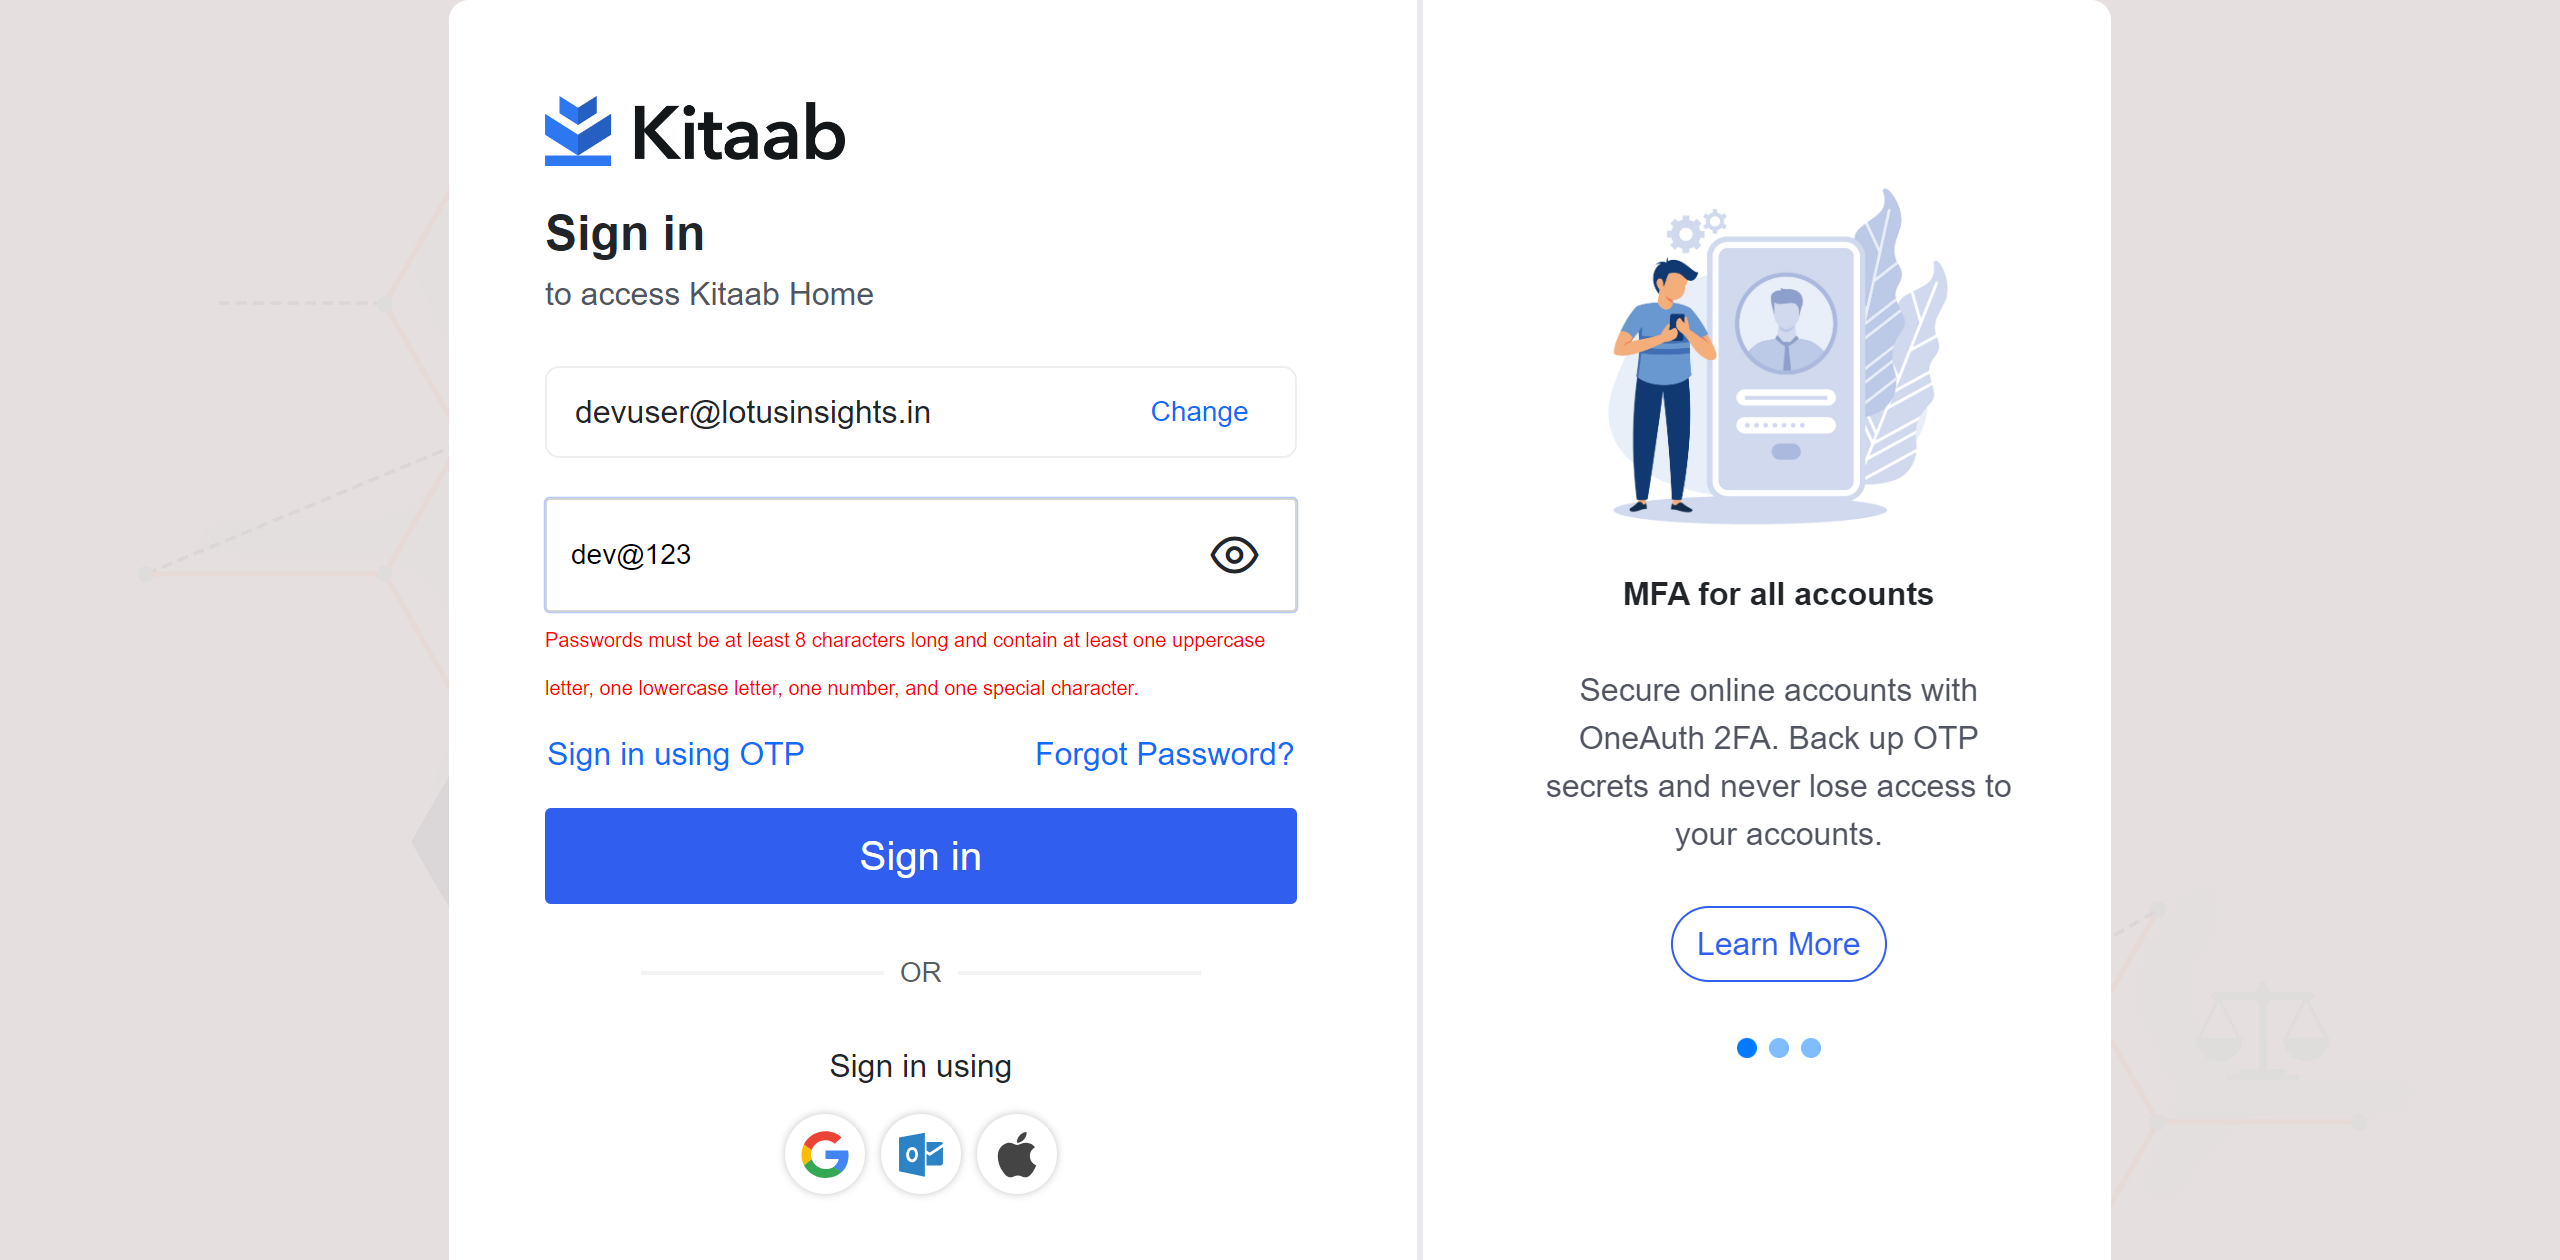 Kitaab
Sign in
to access Kitaab Home
devuser@lotusinsights.in
Change
dev@123
Passwords must be at least 8 characters long and contain at least one uppercase
letter, one lowercase letter, one number, and one special character.
Sign in using OTP
Forgot Password?
Sign in
OR
Sign in using
MFA for all accounts
Secure online accounts with
OneAuth 2FA. Back up OTP
secrets and never lose access to
your accounts.
Learn More